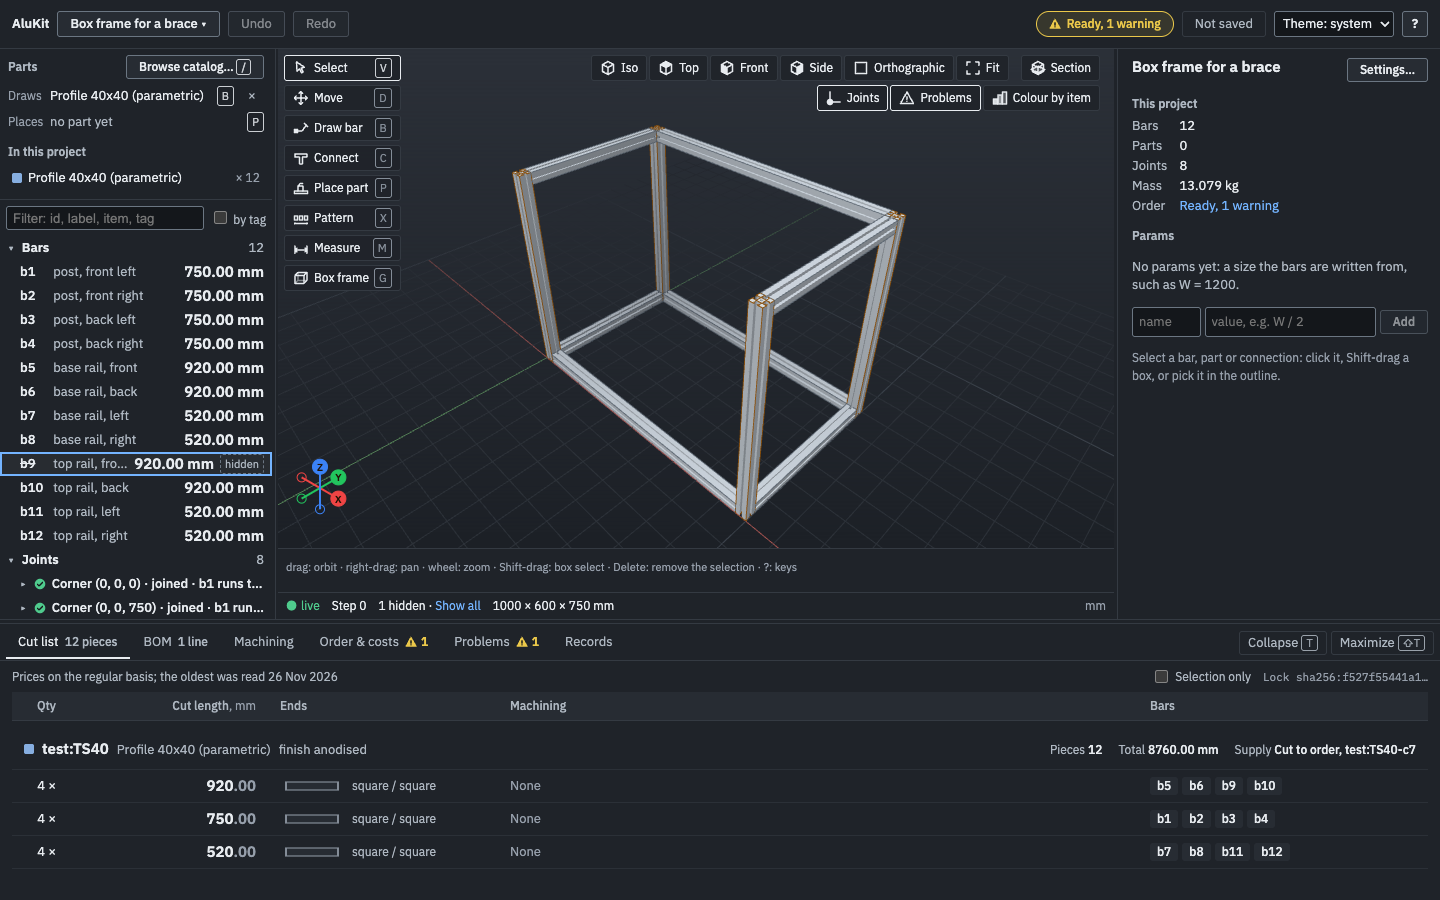 AluKit Box frame for a brace ▾ Undo Redo Ready, 1 warning Not saved Theme: system ?
Parts Browse catalog... /
Draws Profile 40x40 (parametric) B ×
Places no part yet P
In this project
Profile 40x40 (parametric) × 12
Filter: id, label, item, tag by tag
Bars 12
b1 post, front left 750.00 mm
b2 post, front right 750.00 mm
b3 post, back left 750.00 mm
b4 post, back right 750.00 mm
b5 base rail, front 920.00 mm
b6 base rail, back 920.00 mm
b7 base rail, left 520.00 mm
b8 base rail, right 520.00 mm
b9 top rail, fro... 920.00 mm hidden
b10 top rail, back 920.00 mm
b11 top rail, left 520.00 mm
b12 top rail, right 520.00 mm
Joints 8
Corner (0, 0, 0) · joined · b1 runs t...
Corner (0, 0, 750) · joined · b1 run...
Select V
Move D
Draw bar B
Connect C
Place part P
Pattern X
Measure M
Box frame G
Iso Top Front Side Orthographic Fit Section
Joints Problems Colour by item
Z
Y
X
drag: orbit · right-drag: pan · wheel: zoom · Shift-drag: box select · Delete: remove the selection · ?: keys
live Step 0 1 hidden · Show all 1000 × 600 × 750 mm mm
Box frame for a brace Settings...
This project
Bars 12
Parts 0
Joints 8
Mass 13.079 kg
Order Ready, 1 warning
Params
No params yet: a size the bars are written from,
such as W = 1200.
name value, e.g. W / 2 Add
Select a bar, part or connection: click it, Shift-drag a
box, or pick it in the outline.
Cut list 12 pieces BOM 1 line Machining Order & costs 1 Problems 1 Records Collapse T Maximize ⇧T
Prices on the regular basis; the oldest was read 26 Nov 2026 Selection only Lock sha256:f527f55441a1...
Qty Cut length, mm Ends Machining Bars
test:TS40 Profile 40x40 (parametric) finish anodised Pieces 12 Total 8760.00 mm Supply Cut to order, test:TS40-c7
4 × 920.00 square / square None b5 b6 b9 b10
4 × 750.00 square / square None b1 b2 b3 b4
4 × 520.00 square / square None b7 b8 b11 b12